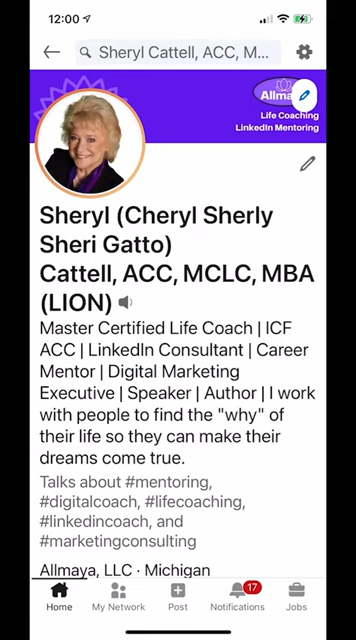 12:00
Sheryl Cattell, ACC, M...
Allma
Life Coaching
LinkedIn Mentoring
Sheryl (Cheryl Sherly
Sheri Gatto)
Cattell, ACC, MCLC, MBA
(LION)
Master Certified Life Coach | ICF
ACC | LinkedIn Consultant | Career
Mentor | Digital Marketing
Executive | Speaker | Author | I work
with people to find the "why" of
their life so they can make their
dreams come true.
Talks about #mentoring,
#digitalcoach, #lifecoaching,
#linkedincoach, and
#marketingconsulting
Allmaya, LLC · Michigan
17
Home My Network Post Notifications Jobs